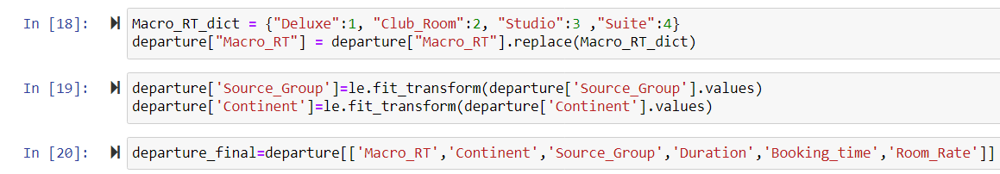 In [18]: Macro_RT_dict = {"Deluxe":1, "Club_Room":2, "Studio":3 ,"Suite":4}
departure["Macro_RT"] = departure["Macro_RT"].replace(Macro_RT_dict)
In [19]: departure['Source_Group']=le.fit_transform(departure['Source_Group'].values)
departure['Continent']=le.fit_transform(departure['Continent'].values)
In [20]: departure_final=departure[['Macro_RT','Continent','Source_Group','Duration','Booking_time','Room_Rate']]